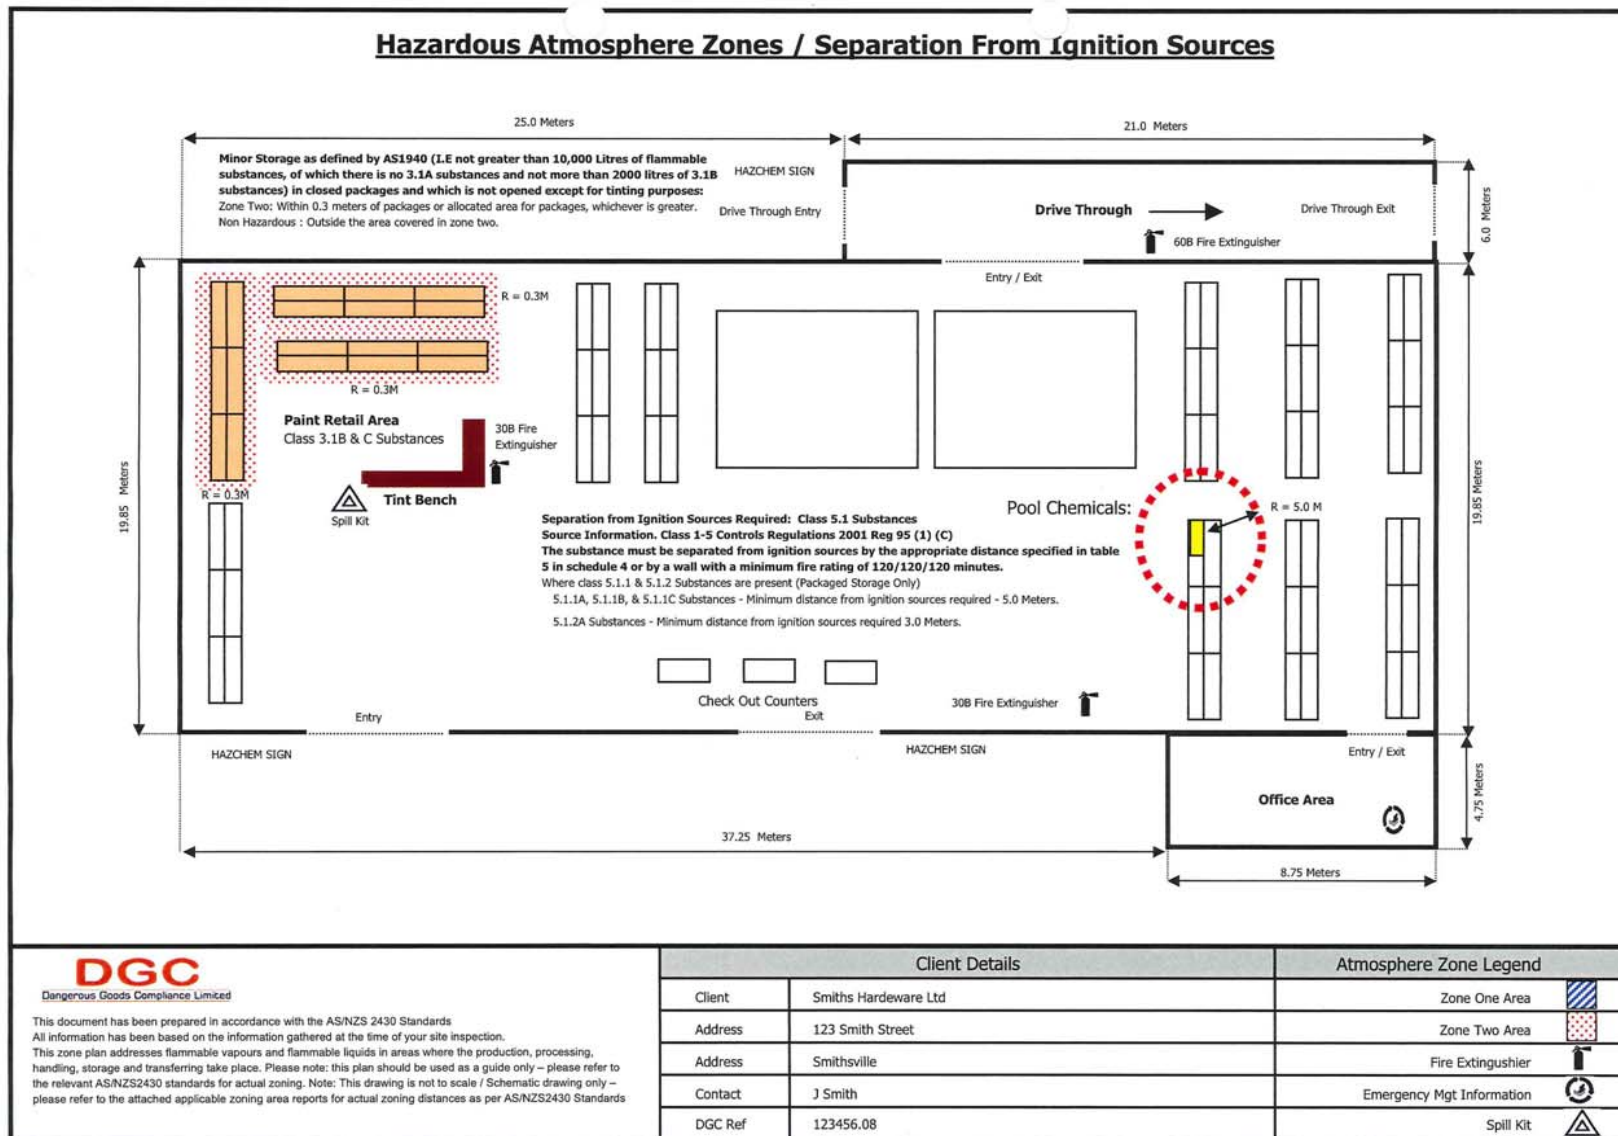 Hazardous Atmosphere Zones / Separation From Ignition Sources
25.0 Meters
21.0 Meters
Minor Storage as defined by AS1940 (I.E not greater than 10,000 Litres of flammable
substances, of which there is no 3.1A substances and not more than 2000 litres of 3.1B
substances) in closed packages and which is not opened except for tinting purposes:
Zone Two: Within 0.3 meters of packages or allocated area for packages, whichever is greater.
Non Hazardous : Outside the area covered in zone two.
HAZCHEM SIGN
Drive Through Entry
Drive Through
Drive Through Exit
60B Fire Extinguisher
6.0 Meters
Entry / Exit
R = 0.3M
R = 0.3M
Paint Retail Area
Class 3.1B & C Substances
30B Fire
Extinguisher
19.85 Meters
R = 0.3M
Tint Bench
Spill Kit
Pool Chemicals:
R = 5.0 M
19.85 Meters
Separation from Ignition Sources Required: Class 5.1 Substances
Source Information. Class 1-5 Controls Regulations 2001 Reg 95 (1) (C)
The substance must be separated from ignition sources by the appropriate distance specified in table
5 in schedule 4 or by a wall with a minimum fire rating of 120/120/120 minutes.
Where class 5.1.1 & 5.1.2 Substances are present (Packaged Storage Only)
5.1.1A, 5.1.1B, & 5.1.1C Substances - Minimum distance from ignition sources required - 5.0 Meters.
5.1.2A Substances - Minimum distance from ignition sources required 3.0 Meters.
Check Out Counters
30B Fire Extinguisher
Entry
Exit
HAZCHEM SIGN
HAZCHEM SIGN
Entry / Exit
Office Area
4.75 Meters
37.25 Meters
8.75 Meters
DGC
Dangerous Goods Compliance Limited
This document has been prepared in accordance with the AS/NZS 2430 Standards
All information has been based on the information gathered at the time of your site inspection.
This zone plan addresses flammable vapours and flammable liquids in areas where the production, processing,
handling, storage and transferring take place. Please note: this plan should be used as a guide only – please refer to
the relevant AS/NZS2430 standards for actual zoning. Note: This drawing is not to scale / Schematic drawing only –
please refer to the attached applicable zoning area reports for actual zoning distances as per AS/NZS2430 Standards
Client Details
Client Smiths Hardeware Ltd
Address 123 Smith Street
Address Smithsville
Contact J Smith
DGC Ref 123456.08
Atmosphere Zone Legend
Zone One Area
Zone Two Area
Fire Extingushier
Emergency Mgt Information
Spill Kit